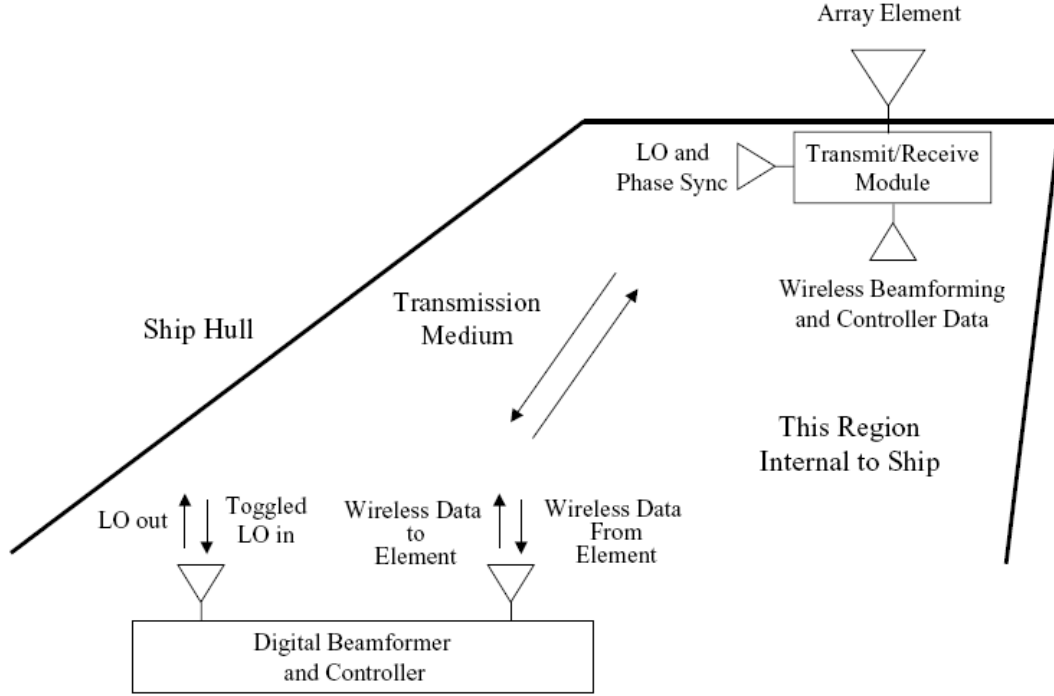 Array Element
LO and
Phase Sync
Transmit/Receive
Module
Wireless Beamforming
and Controller Data
Transmission
Medium
Ship Hull
This Region
Internal to Ship
LO out
Toggled
LO in
Wireless Data
to
Element
Wireless Data
From
Element
Digital Beamformer
and Controller